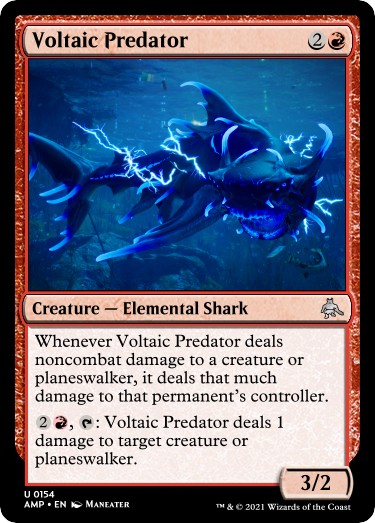 Voltaic Predator 2
Creature — Elemental Shark
Whenever Voltaic Predator deals
noncombat damage to a creature or
planeswalker, it deals that much
damage to that permanent's controller.
2, : Voltaic Predator deals 1
damage to target creature or
planeswalker.
3/2
U 0154
AMP • EN Maneater
™ & © 2021 Wizards of the Coast